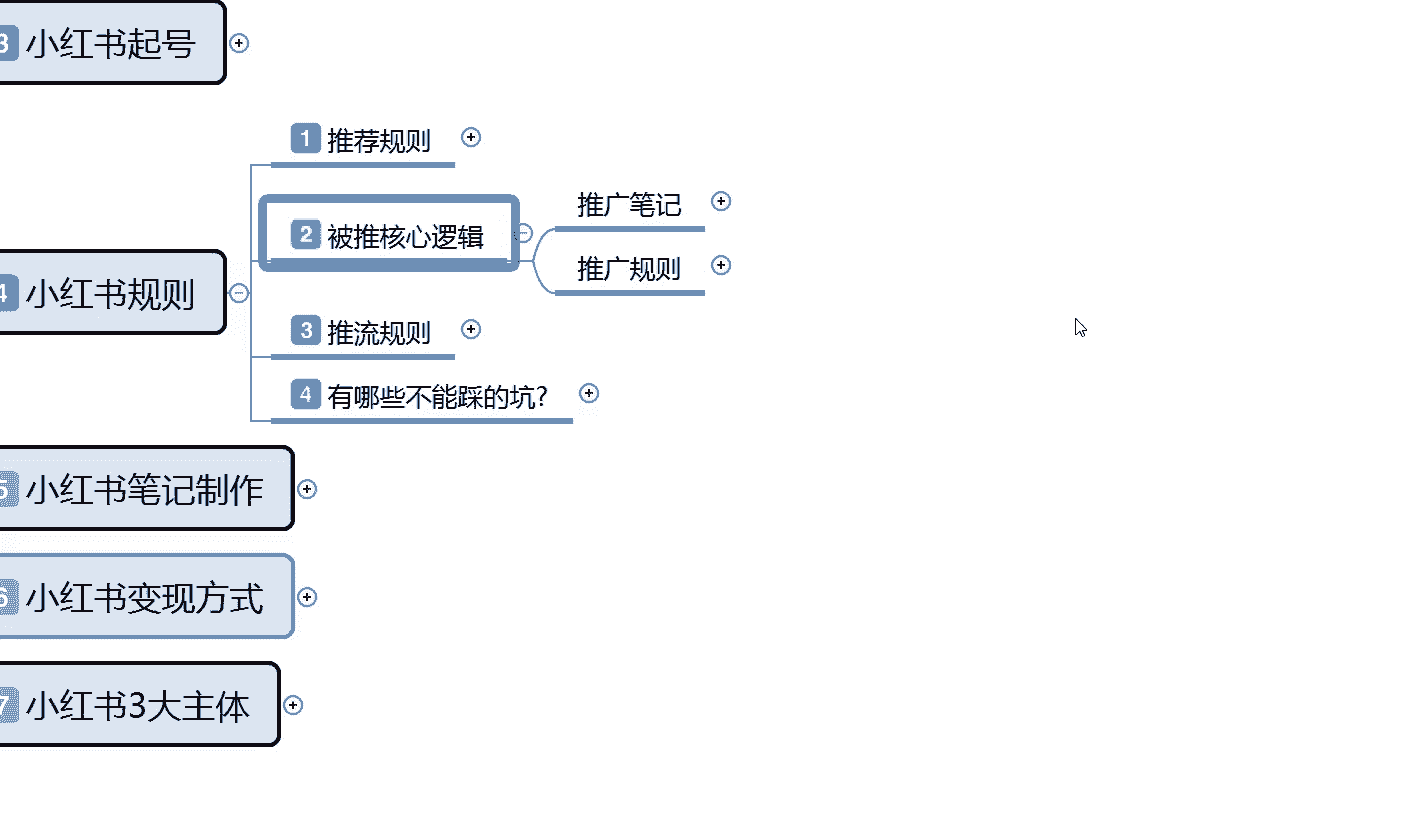 3 小红书起号
1 推荐规则
推广笔记
2 被推核心逻辑
推广规则
4 小红书规则
3 推流规则
4 有哪些不能踩的坑?
5 小红书笔记制作
6 小红书变现方式
7 小红书3大主体